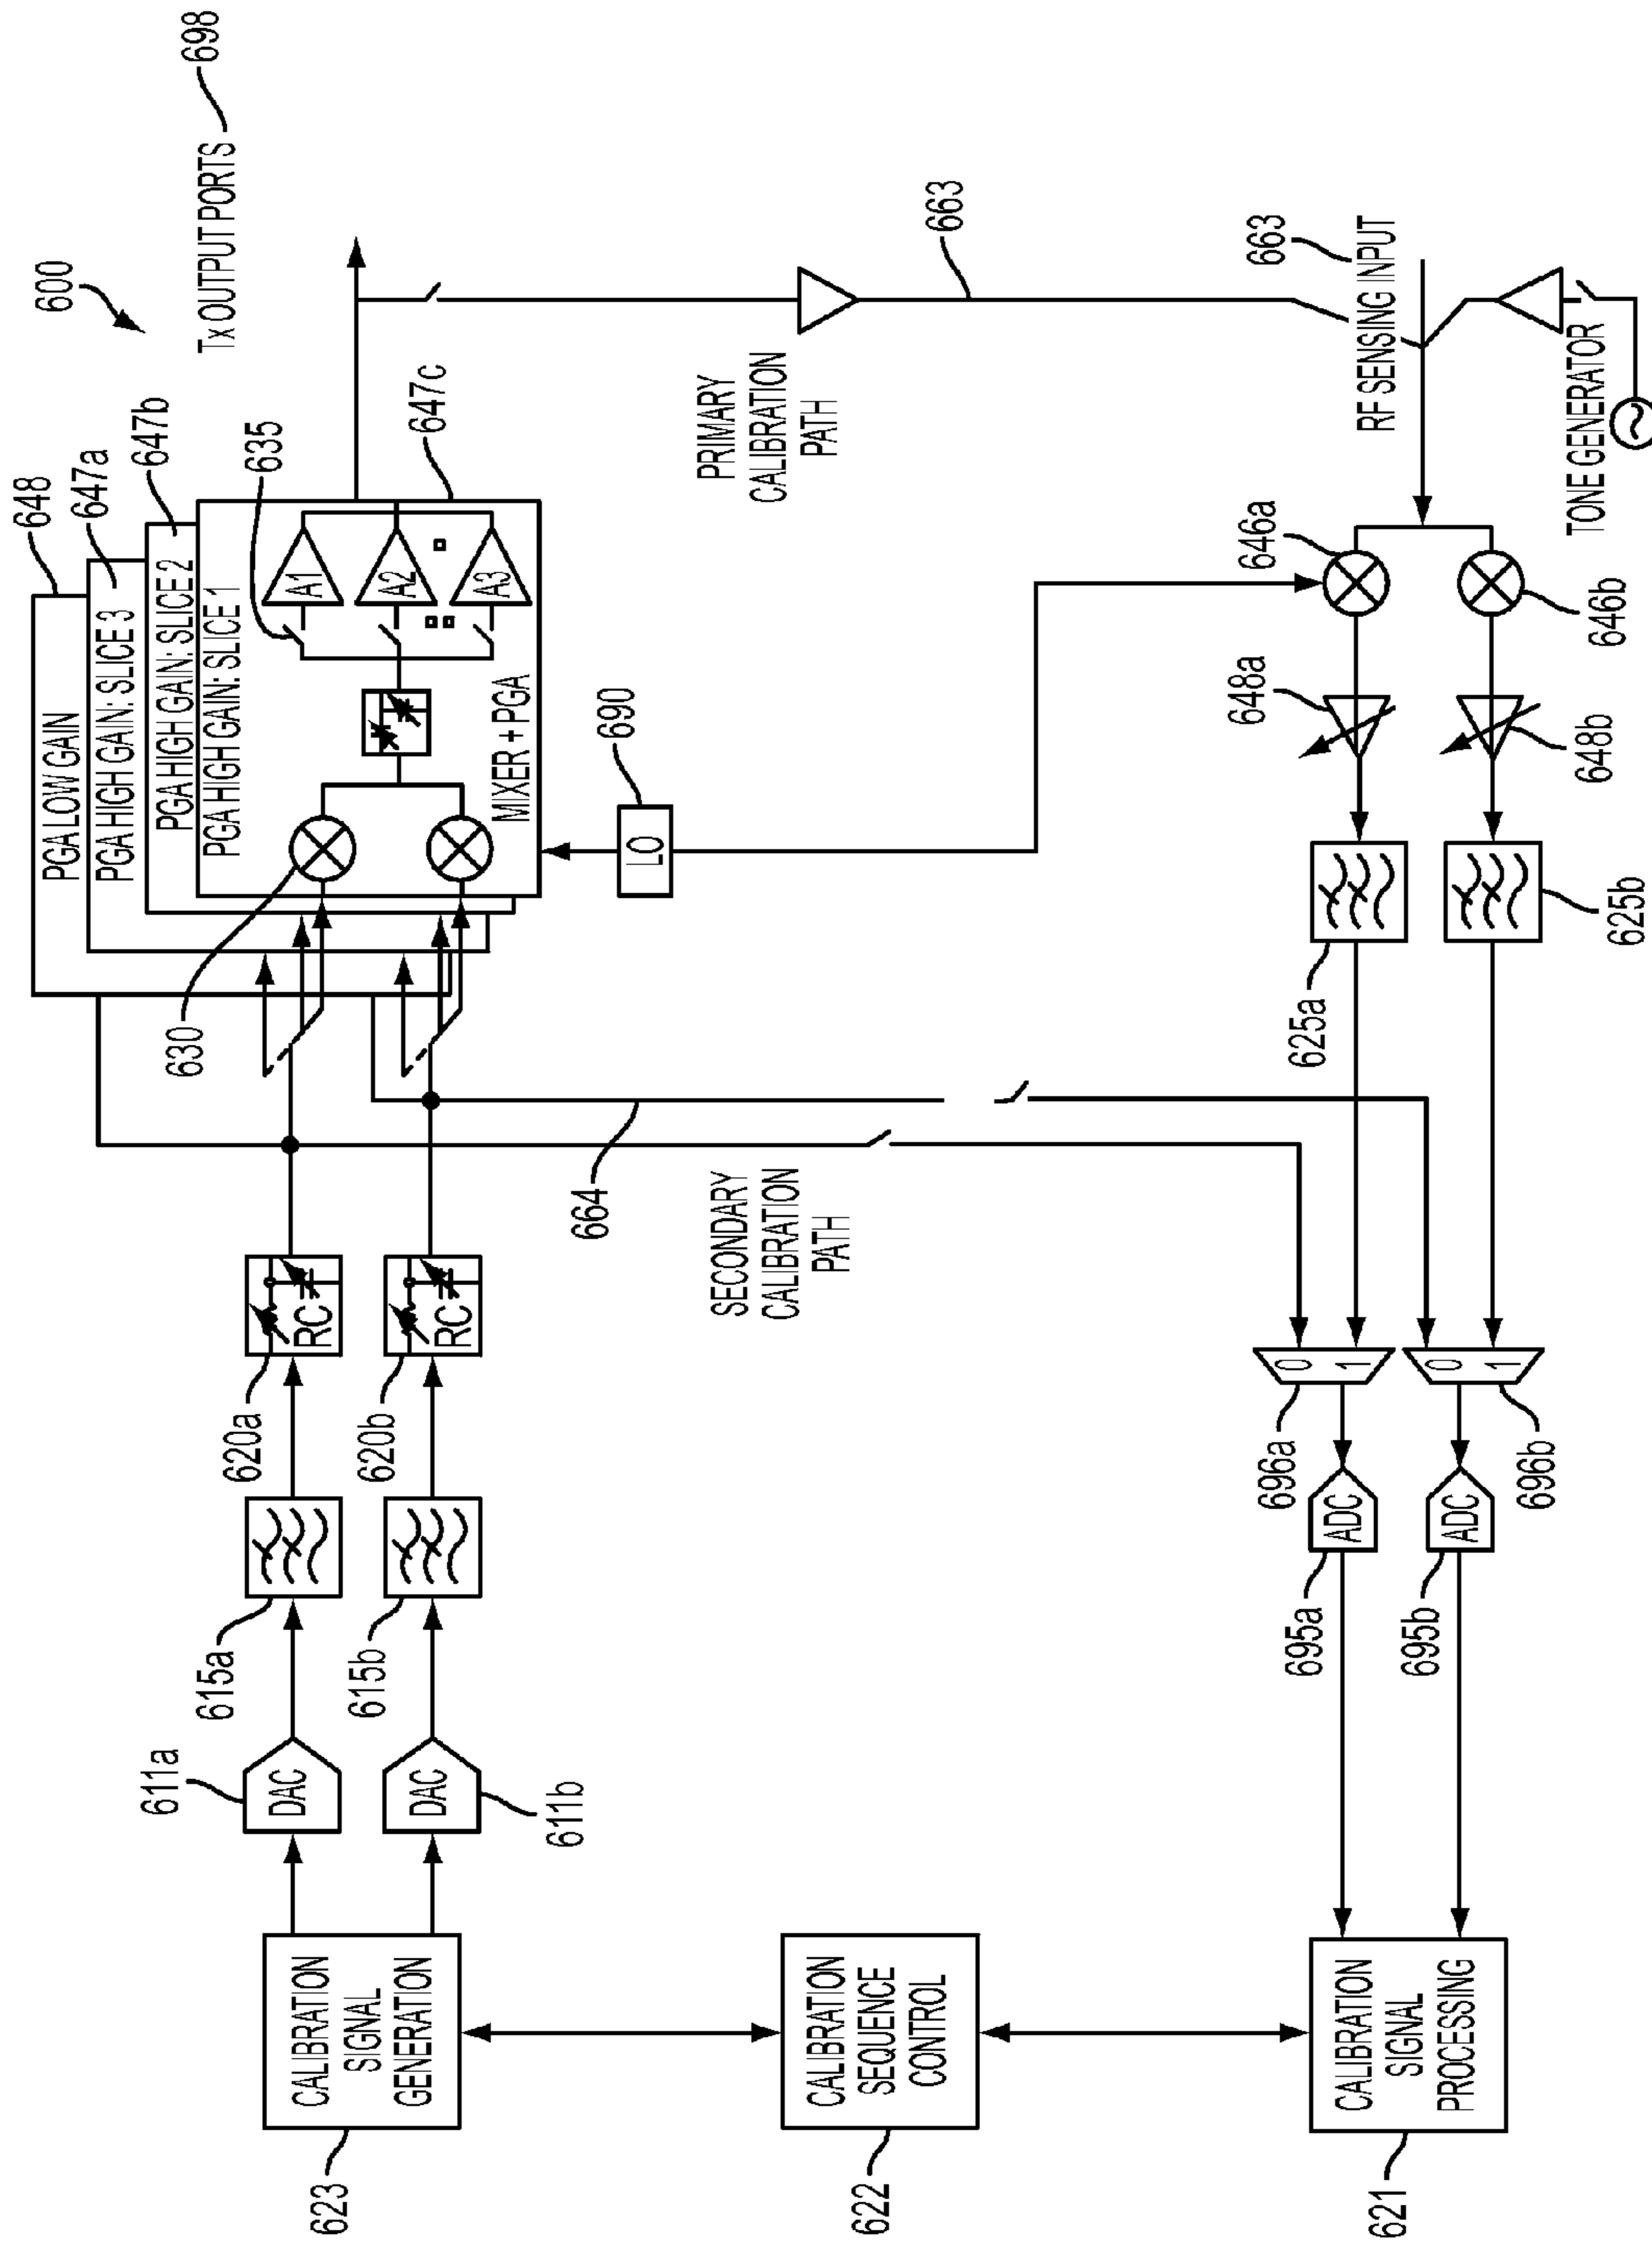 600
Tx OUTPUT PORTS
698
648
647a
647b
635
647c
PGA LOW GAIN
PGA HIGH GAIN: SLICE 3
PGA HIGH GAIN: SLICE 2
PGA HIGH GAIN: SLICE 1
A1
A2
A3
MIXER + PGA
630
LO
690
623
CALIBRATION
SIGNAL
GENERATION
611a
DAC
DAC
611b
615a
615b
620a
RC
620b
RC
664
SECONDARY
CALIBRATION
PATH
PRIMARY
CALIBRATION
PATH
663
663
RF SENSING INPUT
TONE GENERATOR
~
646a
646b
648a
648b
625a
625b
0
1
696a
0
1
696b
ADC
695a
ADC
695b
622
CALIBRATION
SEQUENCE
CONTROL
621
CALIBRATION
SIGNAL
PROCESSING